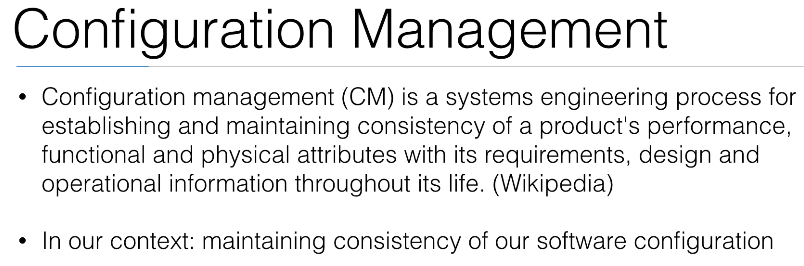 Configuration Management
• Configuration management (CM) is a systems engineering process for
establishing and maintaining consistency of a product's performance,
functional and physical attributes with its requirements, design and
operational information throughout its life. (Wikipedia)
• In our context: maintaining consistency of our software configuration